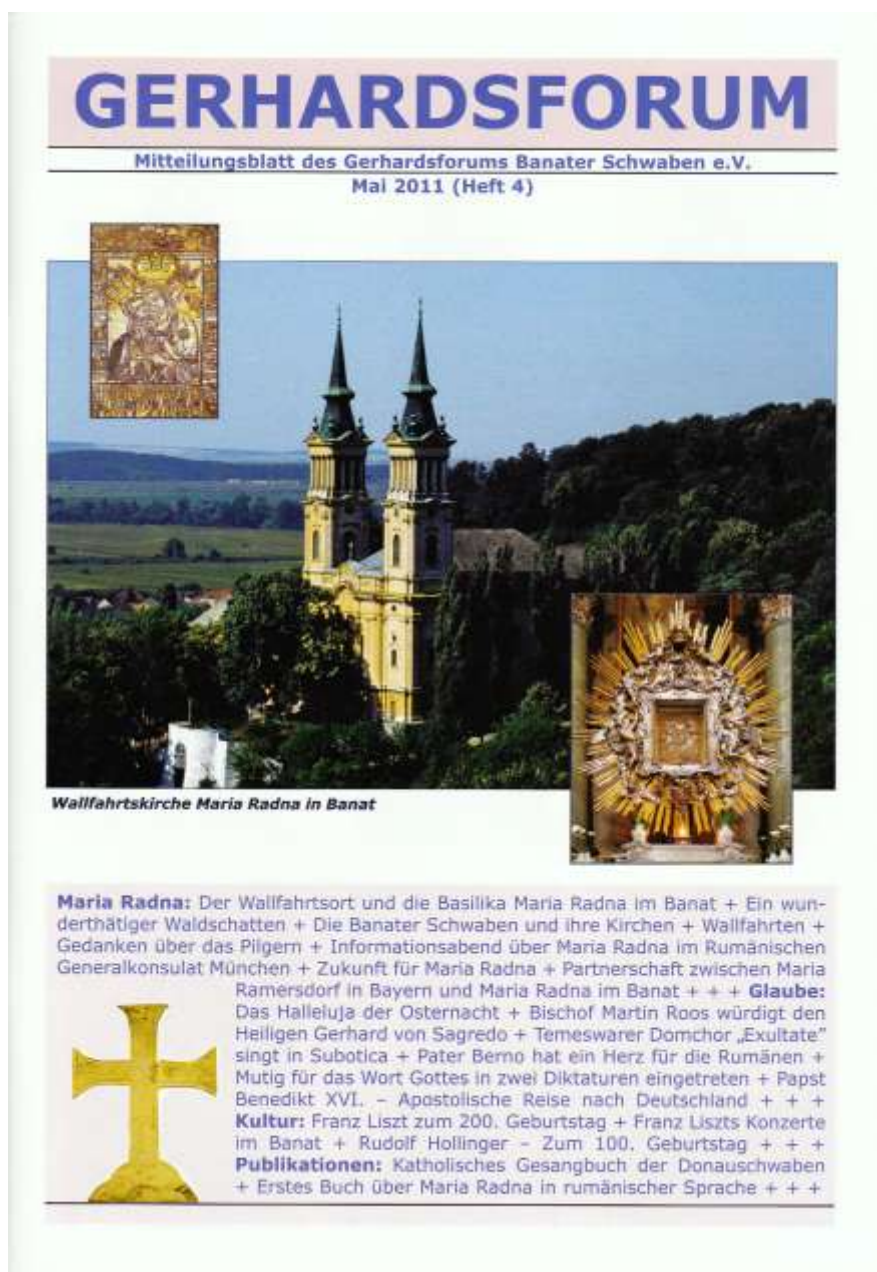 GERHARDSFORUM
Mitteilungsblatt des Gerhardsforums Banater Schwaben e.V.
Mai 2011 (Heft 4)
Wallfahrtskirche Maria Radna in Banat
Maria Radna: Der Wallfahrtsort und die Basilika Maria Radna im Banat + Ein wun-
derthätiger Waldschatten + Die Banater Schwaben und ihre Kirchen + Wallfahrten +
Gedanken über das Pilgern + Informationsabend über Maria Radna im Rumänischen
Generalkonsulat München + Zukunft für Maria Radna + Partnerschaft zwischen Maria
Ramersdorf in Bayern und Maria Radna im Banat + + + Glaube:
Das Halleluja der Osternacht + Bischof Martin Roos würdigt den
Heiligen Gerhard von Sagredo + Temeswarer Domchor „Exultate"
singt in Subotica + Pater Berno hat ein Herz für die Rumänen +
Mutig für das Wort Gottes in zwei Diktaturen eingetreten + Papst
Benedikt XVI. – Apostolische Reise nach Deutschland + + +
Kultur: Franz Liszt zum 200. Geburtstag + Franz Liszts Konzerte
im Banat + Rudolf Hollinger – Zum 100. Geburtstag + + +
Publikationen: Katholisches Gesangbuch der Donauschwaben
+ Erstes Buch über Maria Radna in rumänischer Sprache + + +